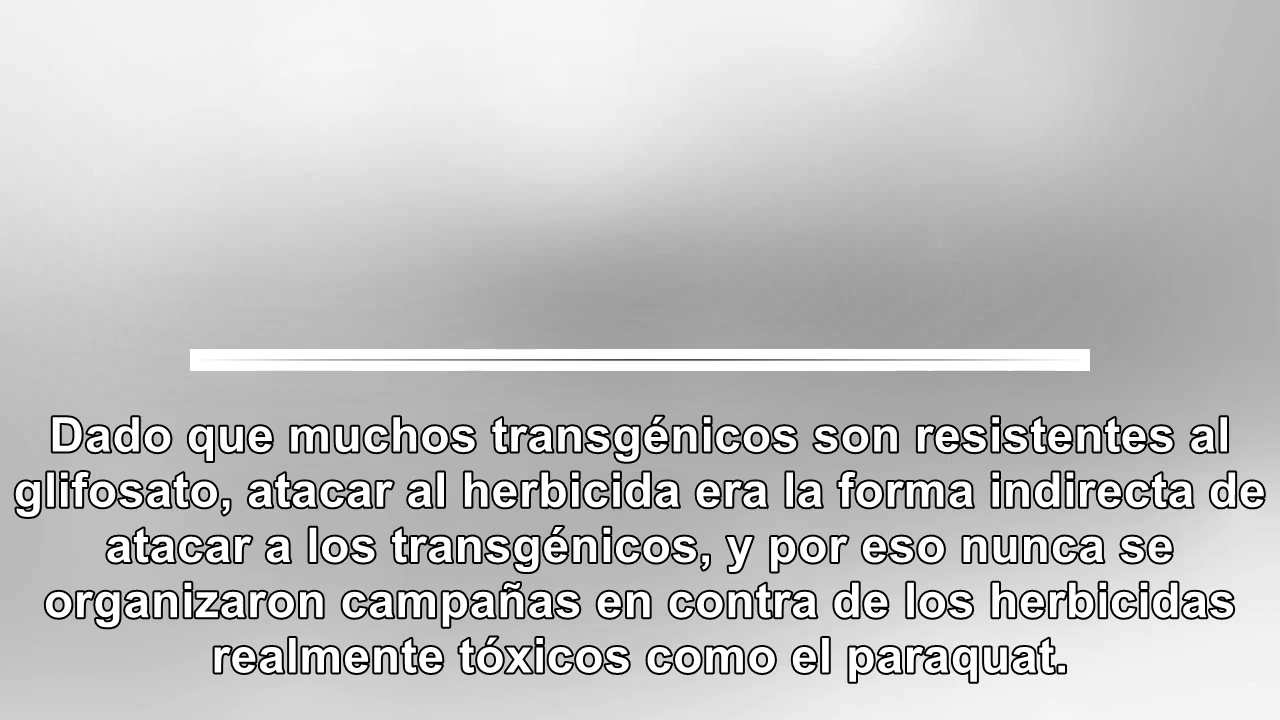 Dado que muchos transgénicos son resistentes al
glifosato, atacar al herbicida era la forma indirecta de
atacar a los transgénicos, y por eso nunca se
organizaron campañas en contra de los herbicidas
realmente tóxicos como el paraquat.